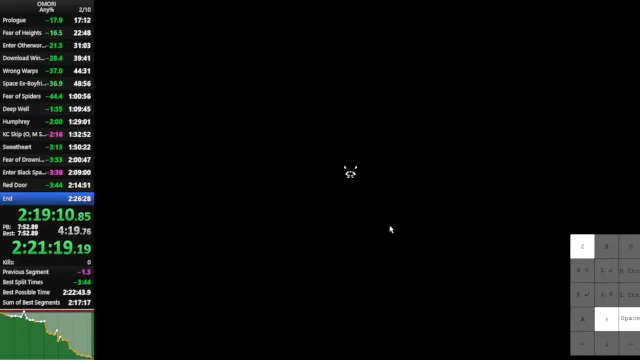 OMORI
Any% 2/10
Prologue -17.9 17:12
Fear of Heights -16.5 22:48
Enter Otherwor... -21.3 31:03
Download Win... -28.4 39:41
Wrong Warps -37.0 44:31
Space Ex-Boyfri... -36.9 48:56
Fear of Spiders -44.4 1:00:56
Deep Well -1:35 1:09:45
Humphrey -2:00 1:29:01
KC Skip (O, M S... -2:16 1:32:52
Sweetheart -3:13 1:50:22
Fear of Drowni... -3:33 2:00:47
Enter Black Spa... -3:38 2:09:00
Red Door -3:44 2:14:51
End 2:26:28
2:19:10.85
PB: 7:52.89
Best: 7:52.89
4:19.76
2:21:19.19
Kills: 0
Previous Segment -1.3
Best Split Times -3:44
Best Possible Time 2:22:43.9
Sum of Best Segments 2:17:17
Z X C
A ↑ Space
← ↓ →